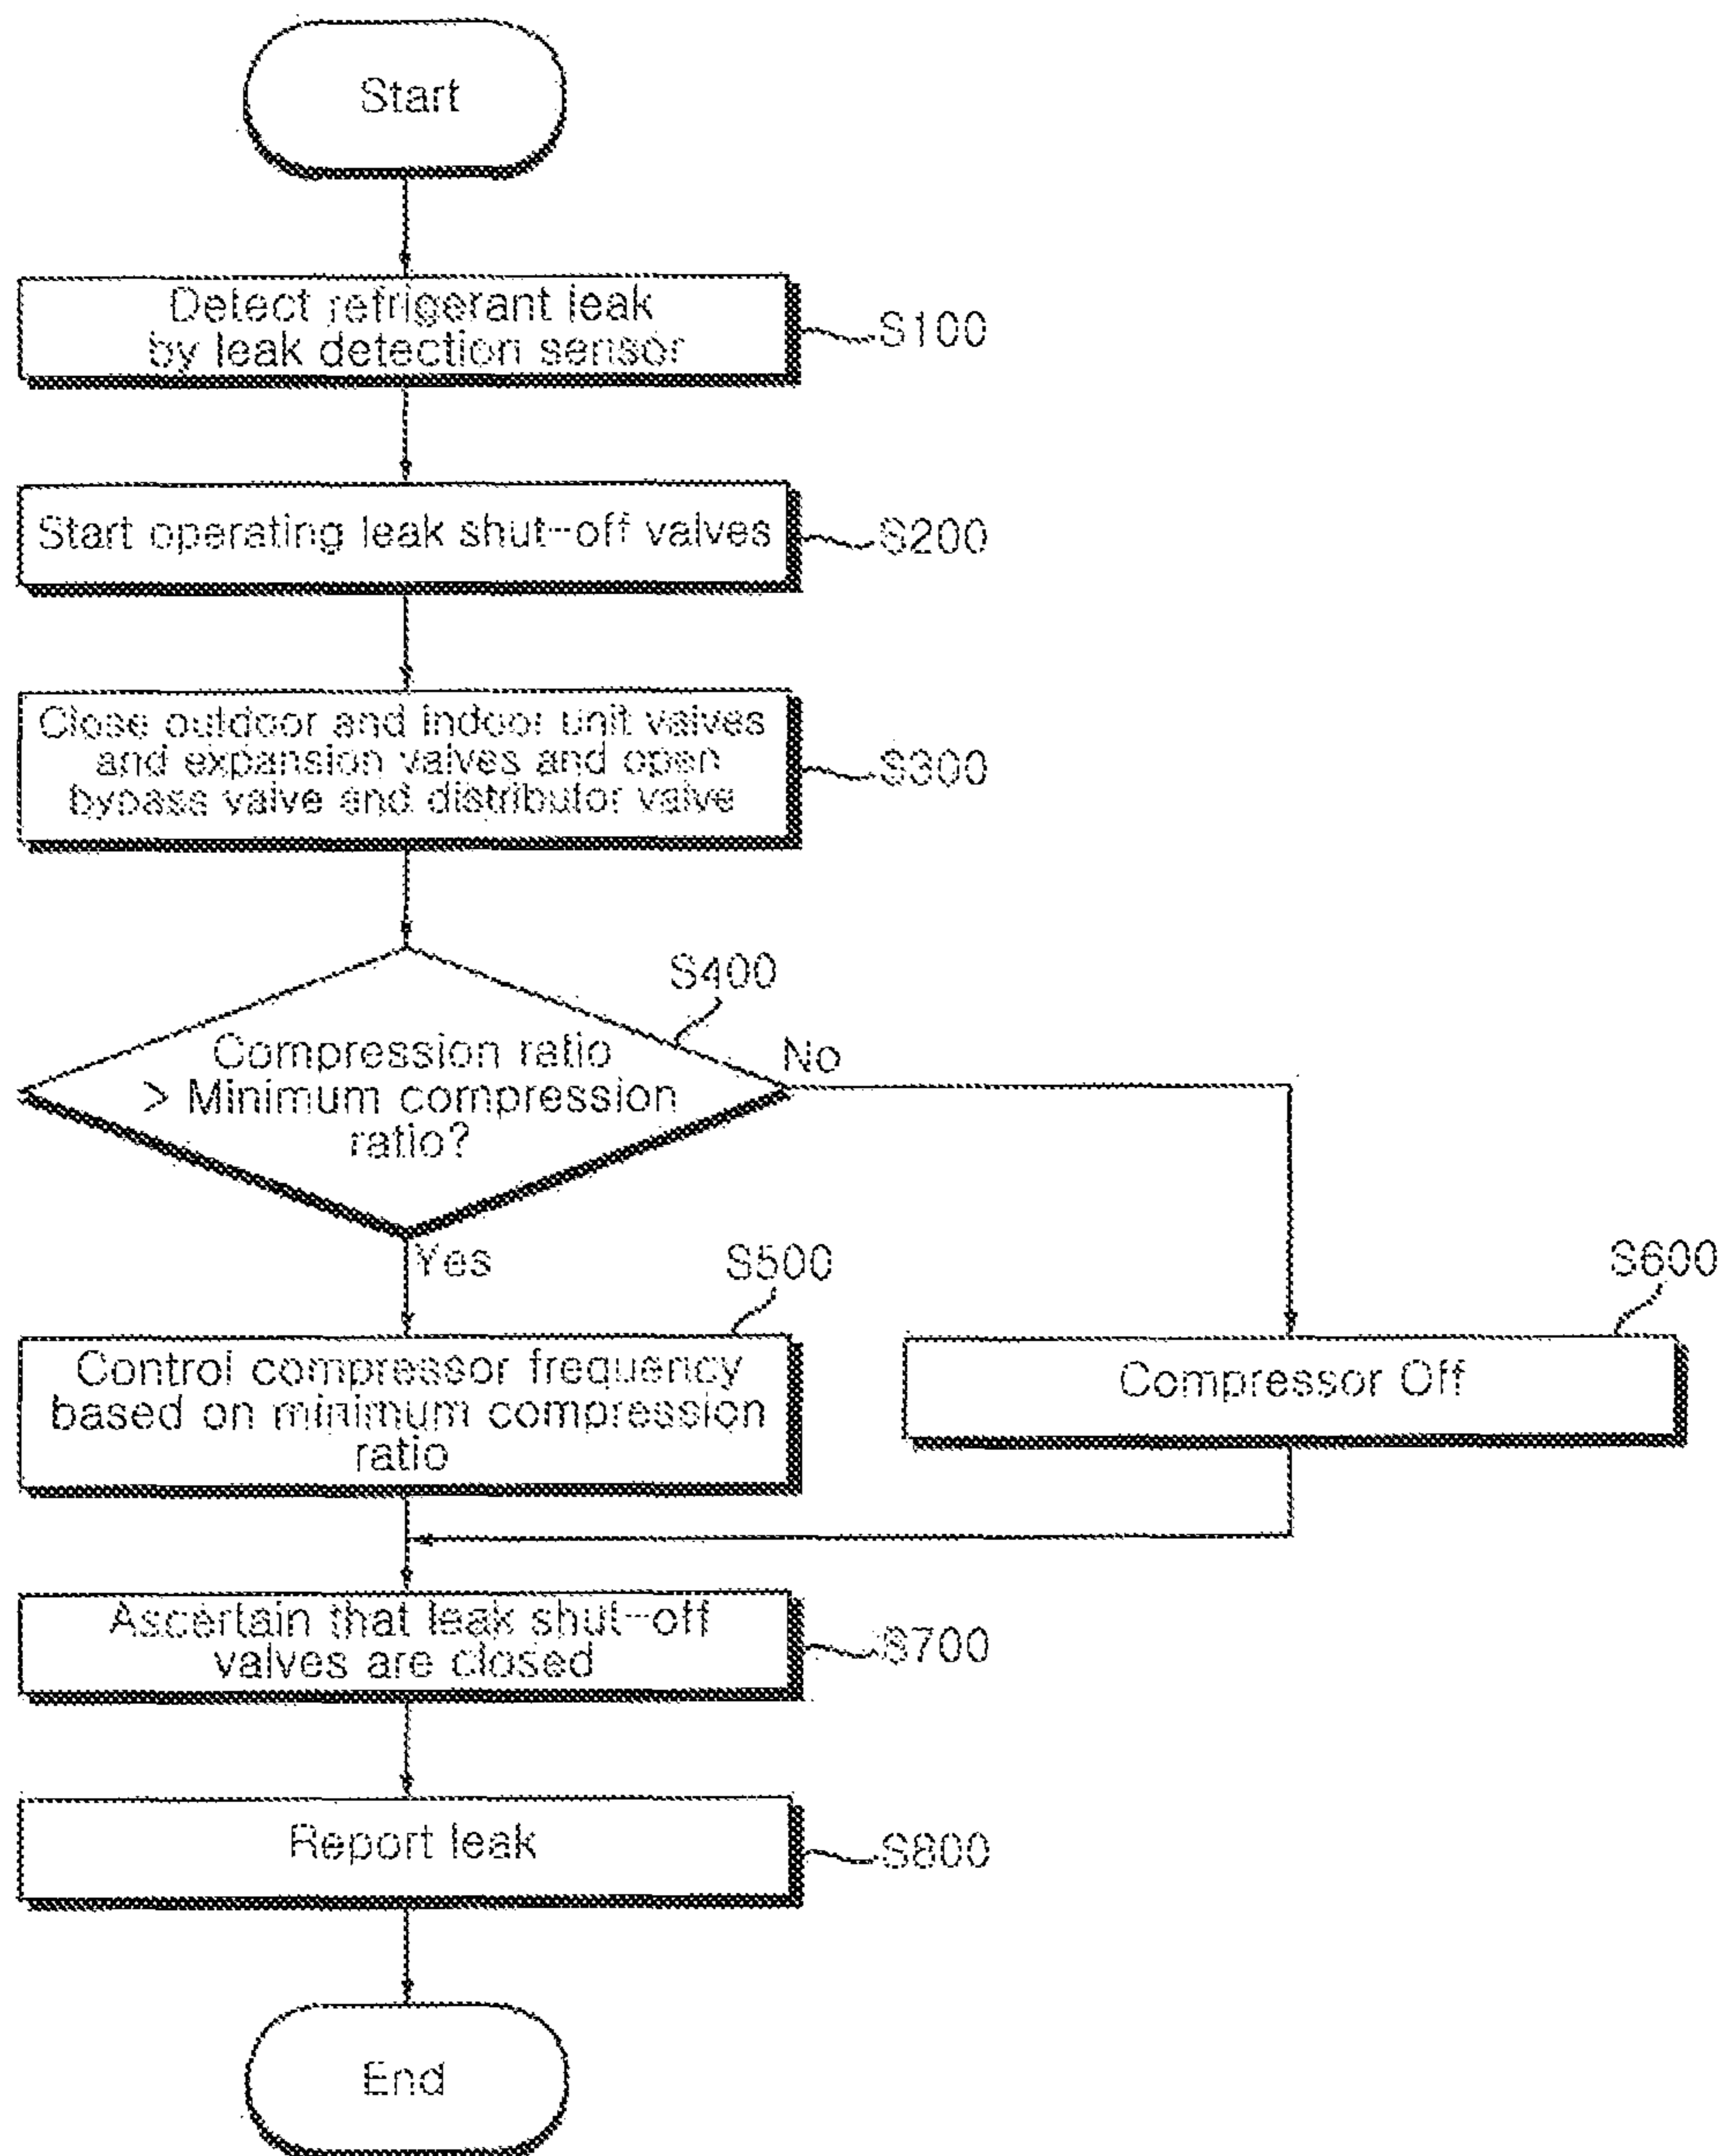 Start
Detect refrigerant leak
by leak detection sensor
S100
Start operating leak shut-off valves
S200
Close outdoor and indoor unit valves
and expansion valves and open
bypass valve and distributor valve
S300
S400
Compression ratio
> Minimum compression
ratio?
No
Yes
S500
Control compressor frequency
based on minimum compression
ratio
S600
Compressor Off
Ascertain that leak shut-off
valves are closed
S700
Report leak
S800
End